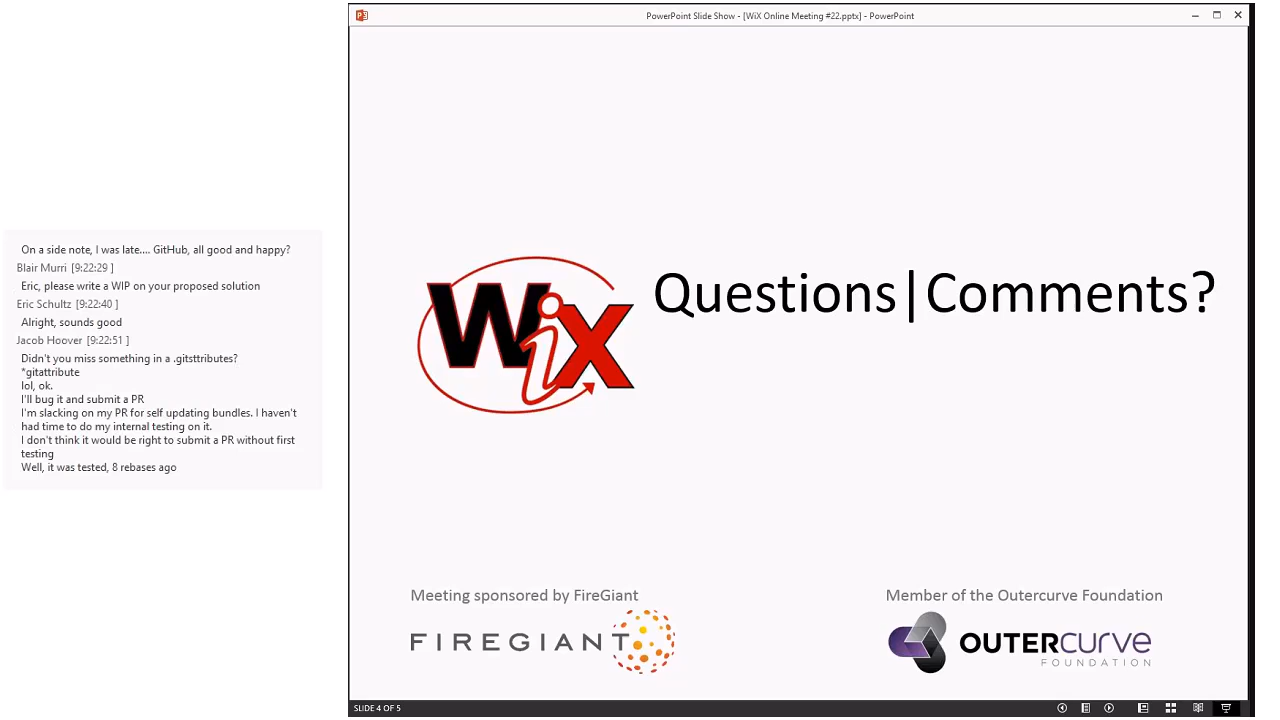 On a side note, I was late.... GitHub, all good and happy?
Blair Murri [9:22:29 ]
Eric, please write a WIP on your proposed solution
Eric Schultz [9:22:40 ]
Alright, sounds good
Jacob Hoover [9:22:51 ]
Didn't you miss something in a .gitsttributes?
*gitattribute
lol, ok.
I'll bug it and submit a PR
I'm slacking on my PR for self updating bundles. I haven't
had time to do my internal testing on it.
I don't think it would be right to submit a PR without first
testing
Well, it was tested, 8 rebases ago
PowerPoint Slide Show - [WiX Online Meeting #22.pptx] - PowerPoint
WiX
Questions|Comments?
Meeting sponsored by FireGiant
FIREGIANT
Member of the Outercurve Foundation
OUTERCURVE
FOUNDATION
SLIDE 4 OF 5